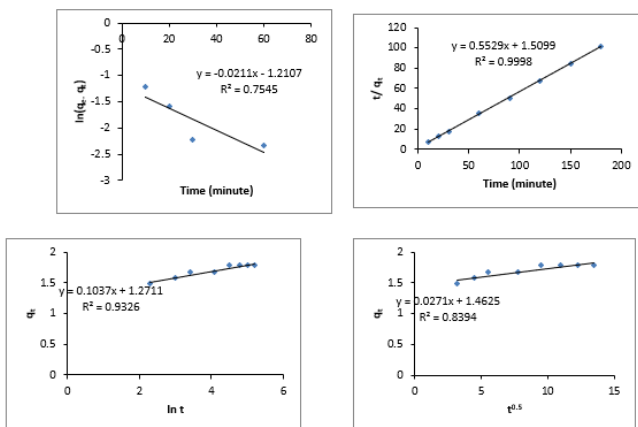 0 20 40 60 80
0
-0.5
-1
-1.5
-2
-2.5
-3
ln(qe- qt)
y = -0.0211x - 1.2107
R² = 0.7545
Time (minute)
120
100
80
60
40
20
0
t/ qt
y = 0.5529x + 1.5099
R² = 0.9998
0 50 100 150 200
Time (minute)
2
1.5
1
0.5
0
qt
y = 0.1037x + 1.2711
R² = 0.9326
0 2 4 6
ln t
2
1.5
1
0.5
0
qt
y = 0.0271x + 1.4625
R² = 0.8394
0 5 10 15
t0.5